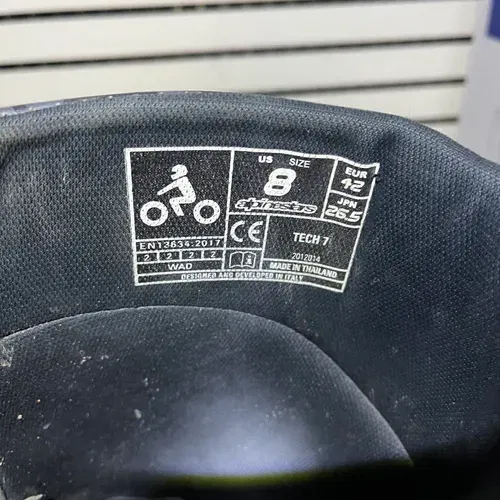 US SIZE
8
alpinestars
EUR
42
JPN
26.5
EN13634:2017
2 2 2 2
WAD
CE
TECH 7
2012014
MADE IN THAILAND
DESIGNED AND DEVELOPED IN ITALY